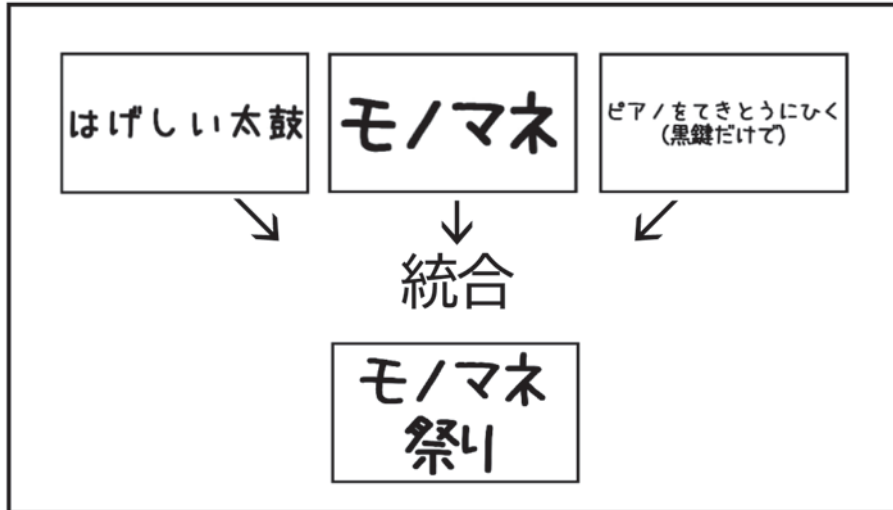 はげしい太鼓
モノマネ
ピアノをてきとうにひく
(黒鍵だけで)
統合
モノマネ
祭り